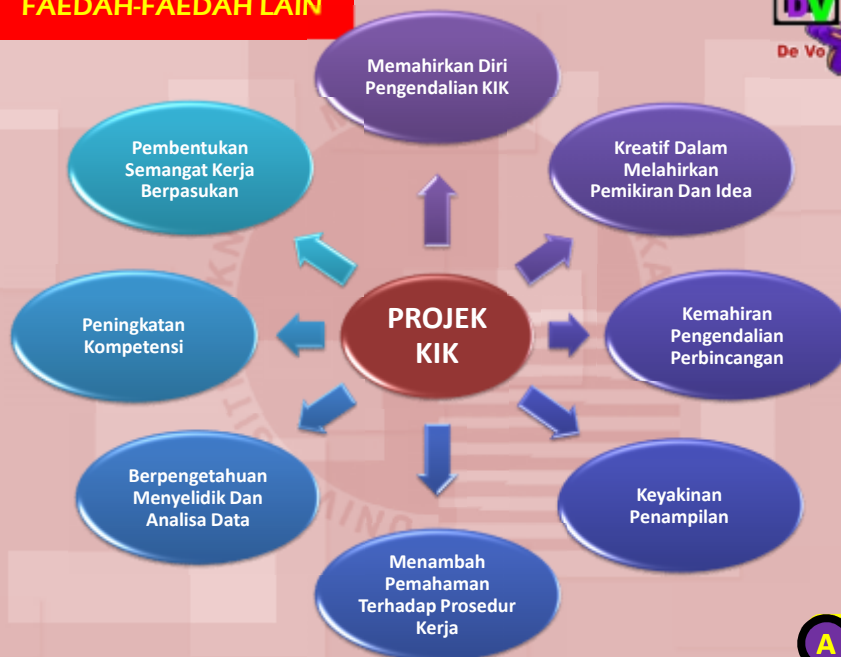 FAEDAH-FAEDAH LAIN
DV
De Vo
Memahirkan Diri
Pengendalian KIK
Kreatif Dalam
Melahirkan
Pemikiran Dan Idea
Kemahiran
Pengendalian
Perbincangan
Keyakinan
Penampilan
Menambah
Pemahaman
Terhadap Prosedur
Kerja
Berpengetahuan
Menyelidik Dan
Analisa Data
Peningkatan
Kompetensi
Pembentukan
Semangat Kerja
Berpasukan
PROJEK
KIK
A